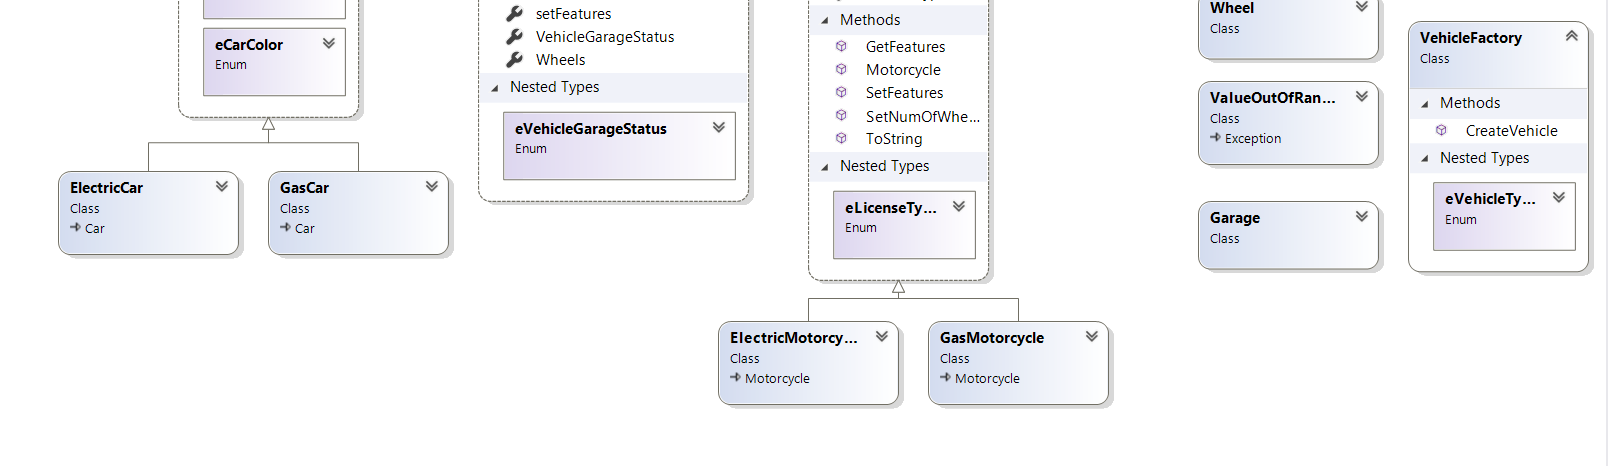 eCarColor
Enum
ElectricCar
Class
Car
GasCar
Class
Car
setFeatures
VehicleGarageStatus
Wheels
Nested Types
eVehicleGarageStatus
Enum
Methods
GetFeatures
Motorcycle
SetFeatures
SetNumOfWhe...
ToString
Nested Types
eLicenseTy...
Enum
ElectricMotorcy...
Class
Motorcycle
GasMotorcycle
Class
Motorcycle
Wheel
Class
ValueOutOfRan...
Class
Exception
Garage
Class
VehicleFactory
Class
Methods
CreateVehicle
Nested Types
eVehicleTy...
Enum